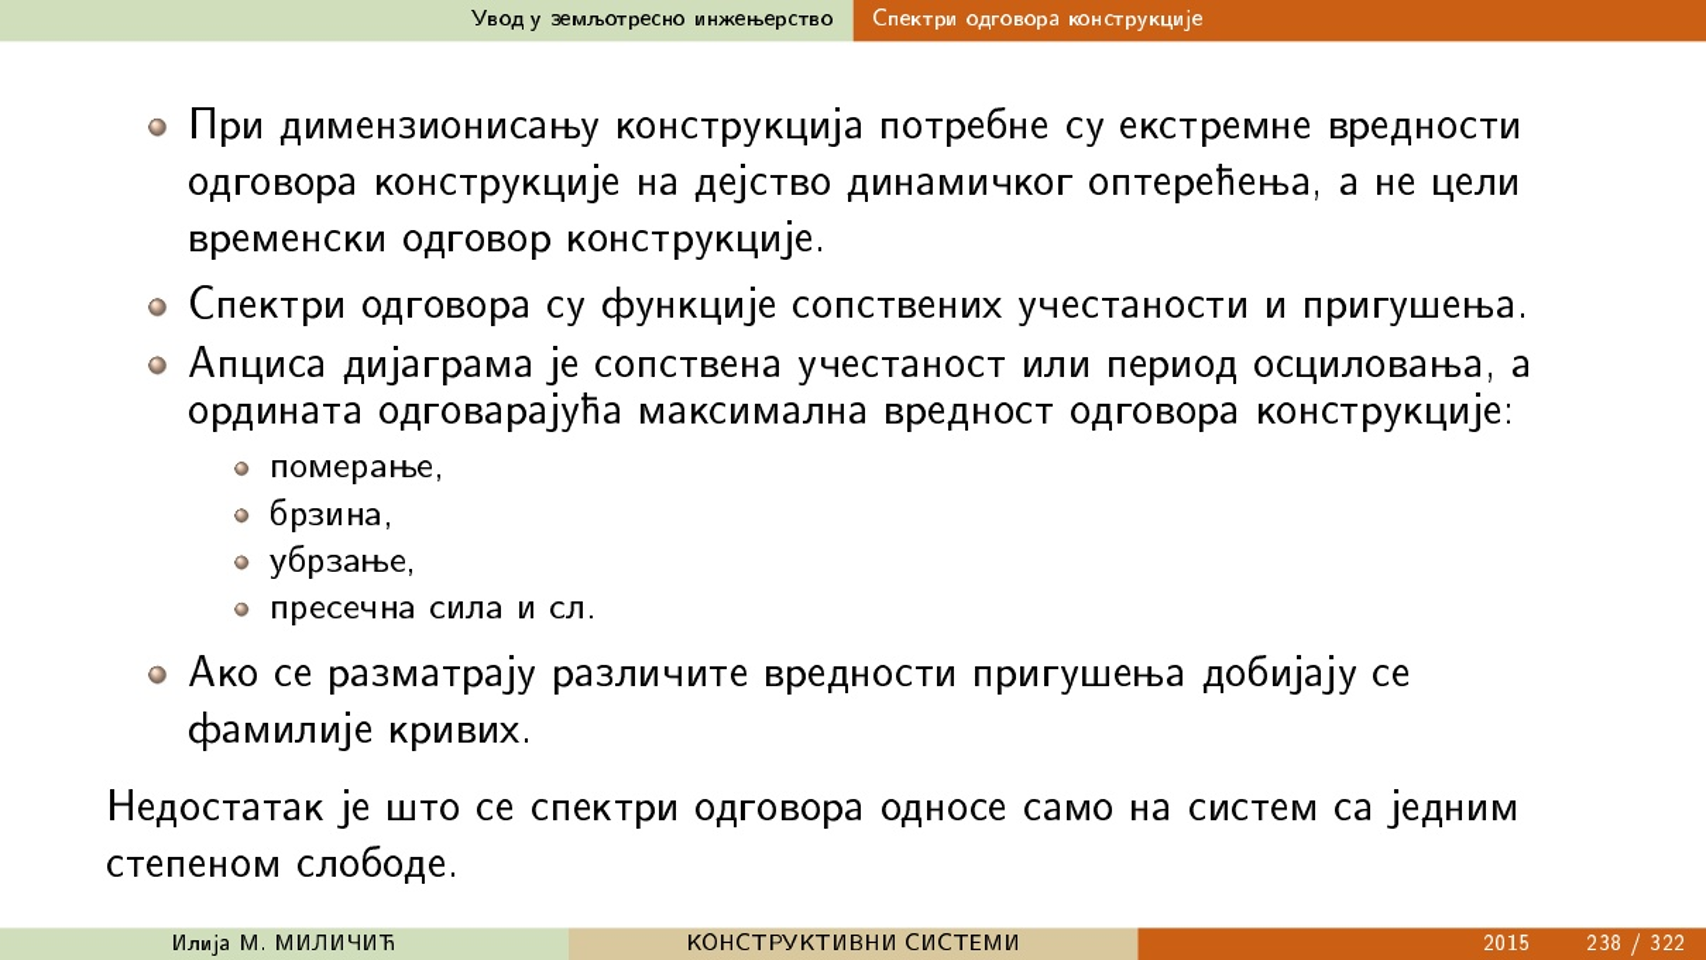 Увод у земљотресно инжењерство
Спектри одговора конструкције
При димензионисању конструкција потребне су екстремне вредности
одговора конструкције на дејство динамичког оптерећења, а не цели
временски одговор конструкције.
Спектри одговора су функције сопствених учестаности и пригушења.
Апциса дијаграма је сопствена учестаност или период осциловања, а
ордината одговарајућа максимална вредност одговора конструкције:
померање,
брзина,
убрзање,
пресечна сила и сл.
Ако се разматрају различите вредности пригушења добијају се
фамилије кривих.
Недостатак је што се спектри одговора односе само на систем са једним
степеном слободе.
Илија М. МИЛИЧИЋ
КОНСТРУКТИВНИ СИСТЕМИ
2015
238 / 322